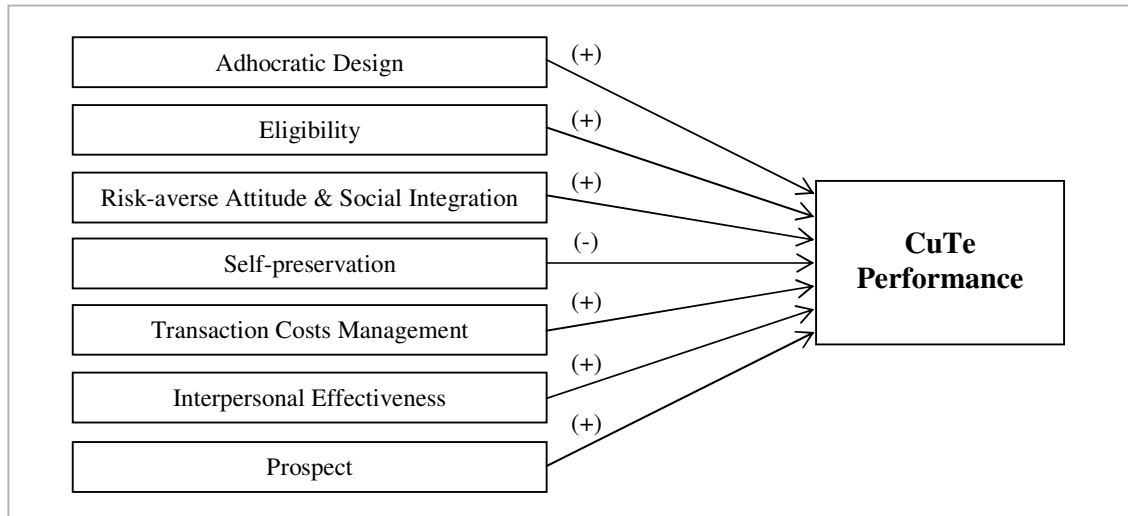 Adhocratic Design
(+)
Eligibility
(+)
Risk-averse Attitude & Social Integration
(+)
Self-preservation
(-)
Transaction Costs Management
(+)
Interpersonal Effectiveness
(+)
Prospect
(+)
CuTe
Performance